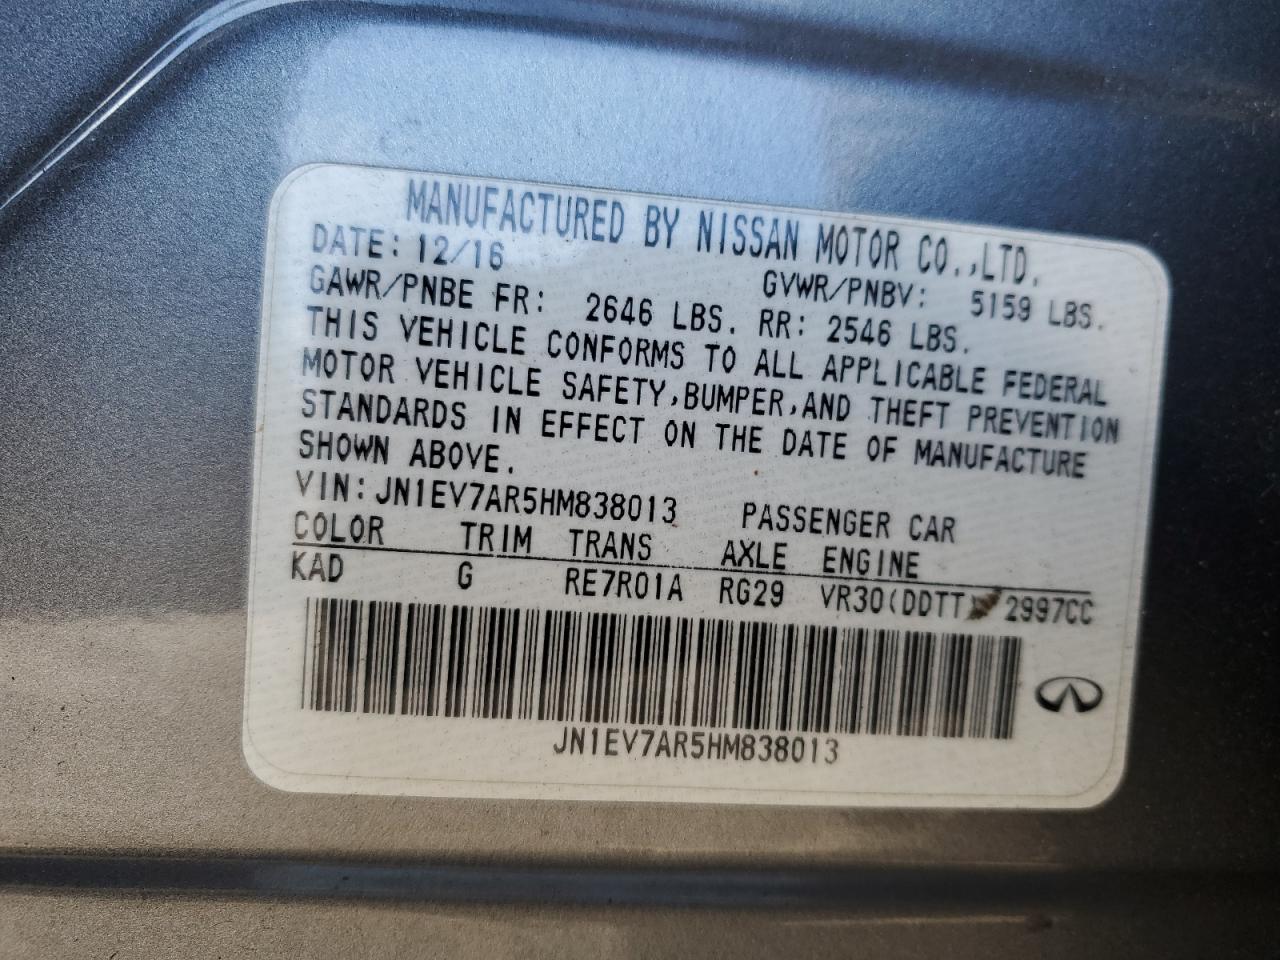 MANUFACTURED BY NISSAN MOTOR CO.,LTD.
DATE: 12/16 GVWR/PNBV: 5159 LBS.
GAWR/PNBE FR: 2646 LBS. RR: 2546 LBS.
THIS VEHICLE CONFORMS TO ALL APPLICABLE FEDERAL
MOTOR VEHICLE SAFETY,BUMPER,AND THEFT PREVENTION
STANDARDS IN EFFECT ON THE DATE OF MANUFACTURE
SHOWN ABOVE.
VIN: JN1EV7AR5HM838013 PASSENGER CAR
COLOR TRIM TRANS AXLE ENGINE
KAD G RE7R01A RG29 VR30(DDTT) 2997CC
JN1EV7AR5HM838013